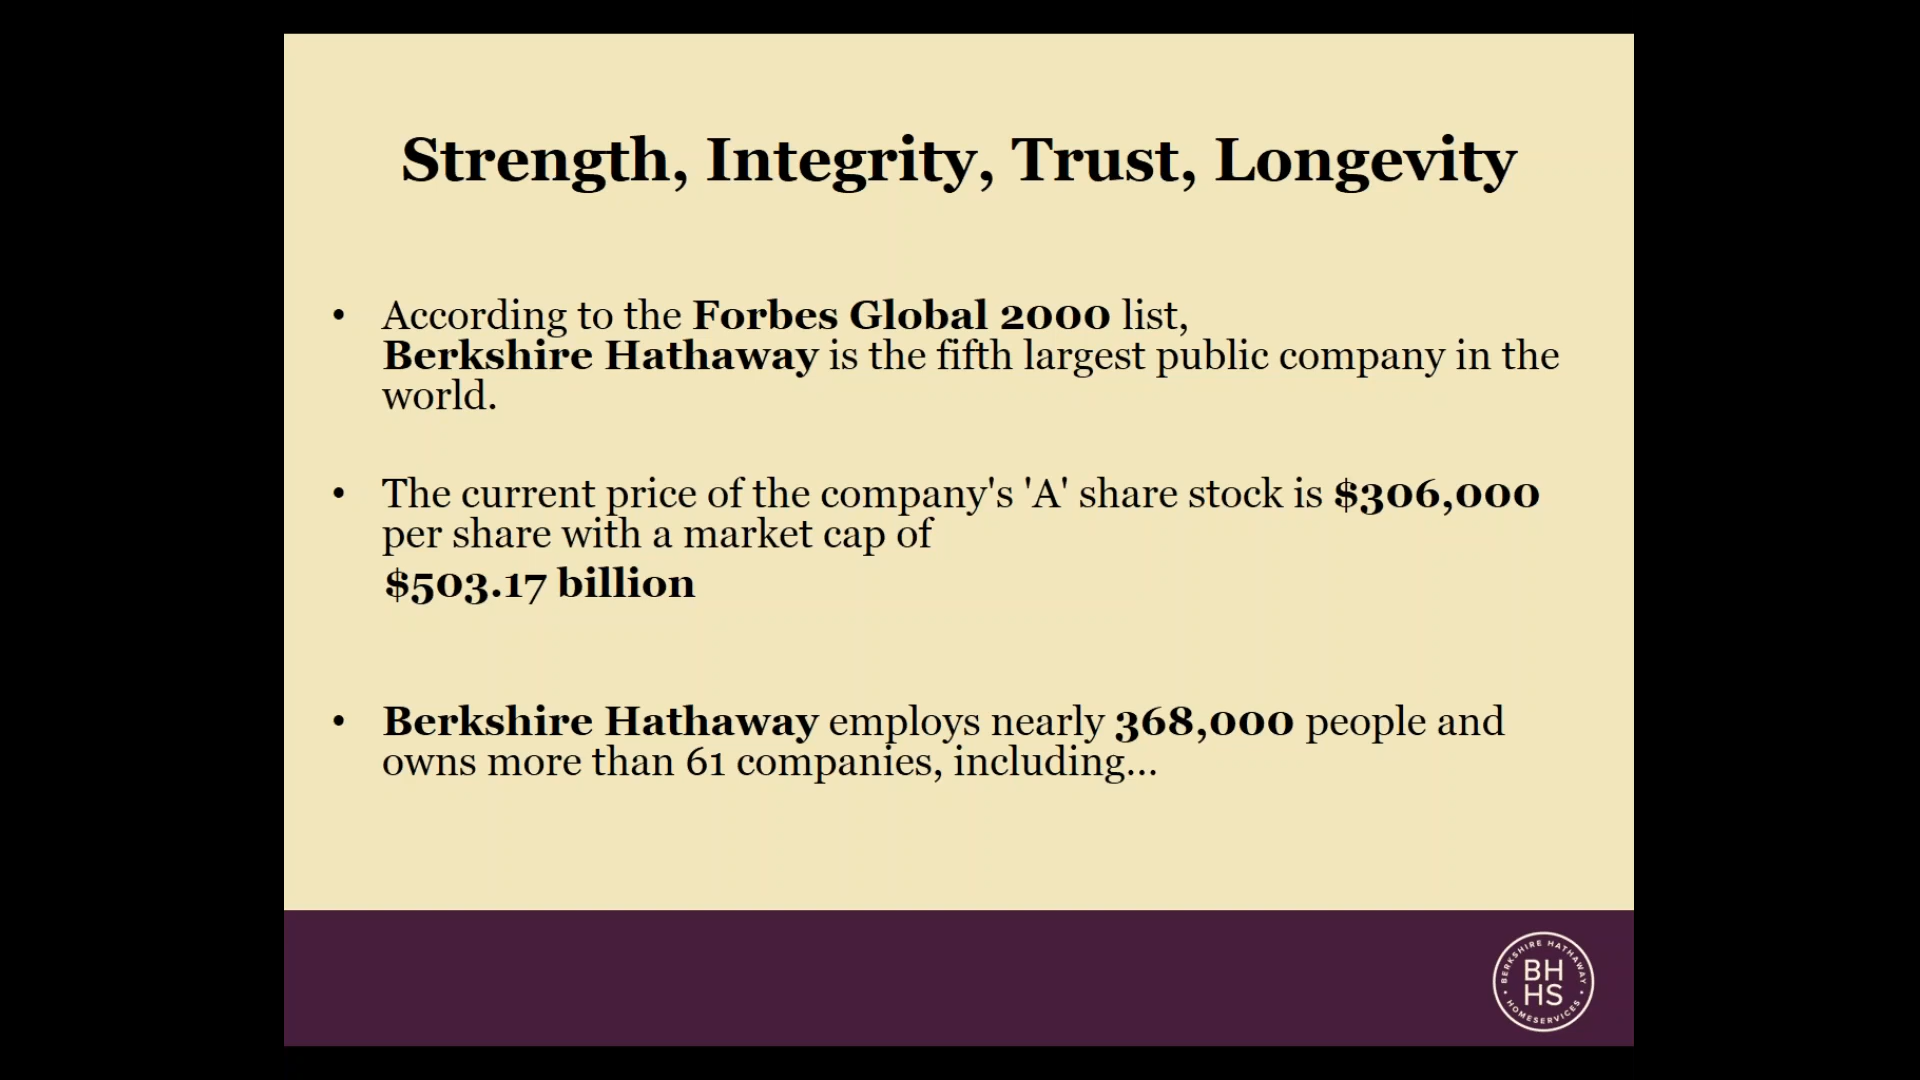 Strength, Integrity, Trust, Longevity
• According to the Forbes Global 2000 list,
Berkshire Hathaway is the fifth largest public company in the
world.
• The current price of the company's 'A' share stock is $306,000
per share with a market cap of
$503.17 billion
• Berkshire Hathaway employs nearly 368,000 people and
owns more than 61 companies, including...
BERKSHIRE HATHAWAY
BH
HS
HOMESERVICES